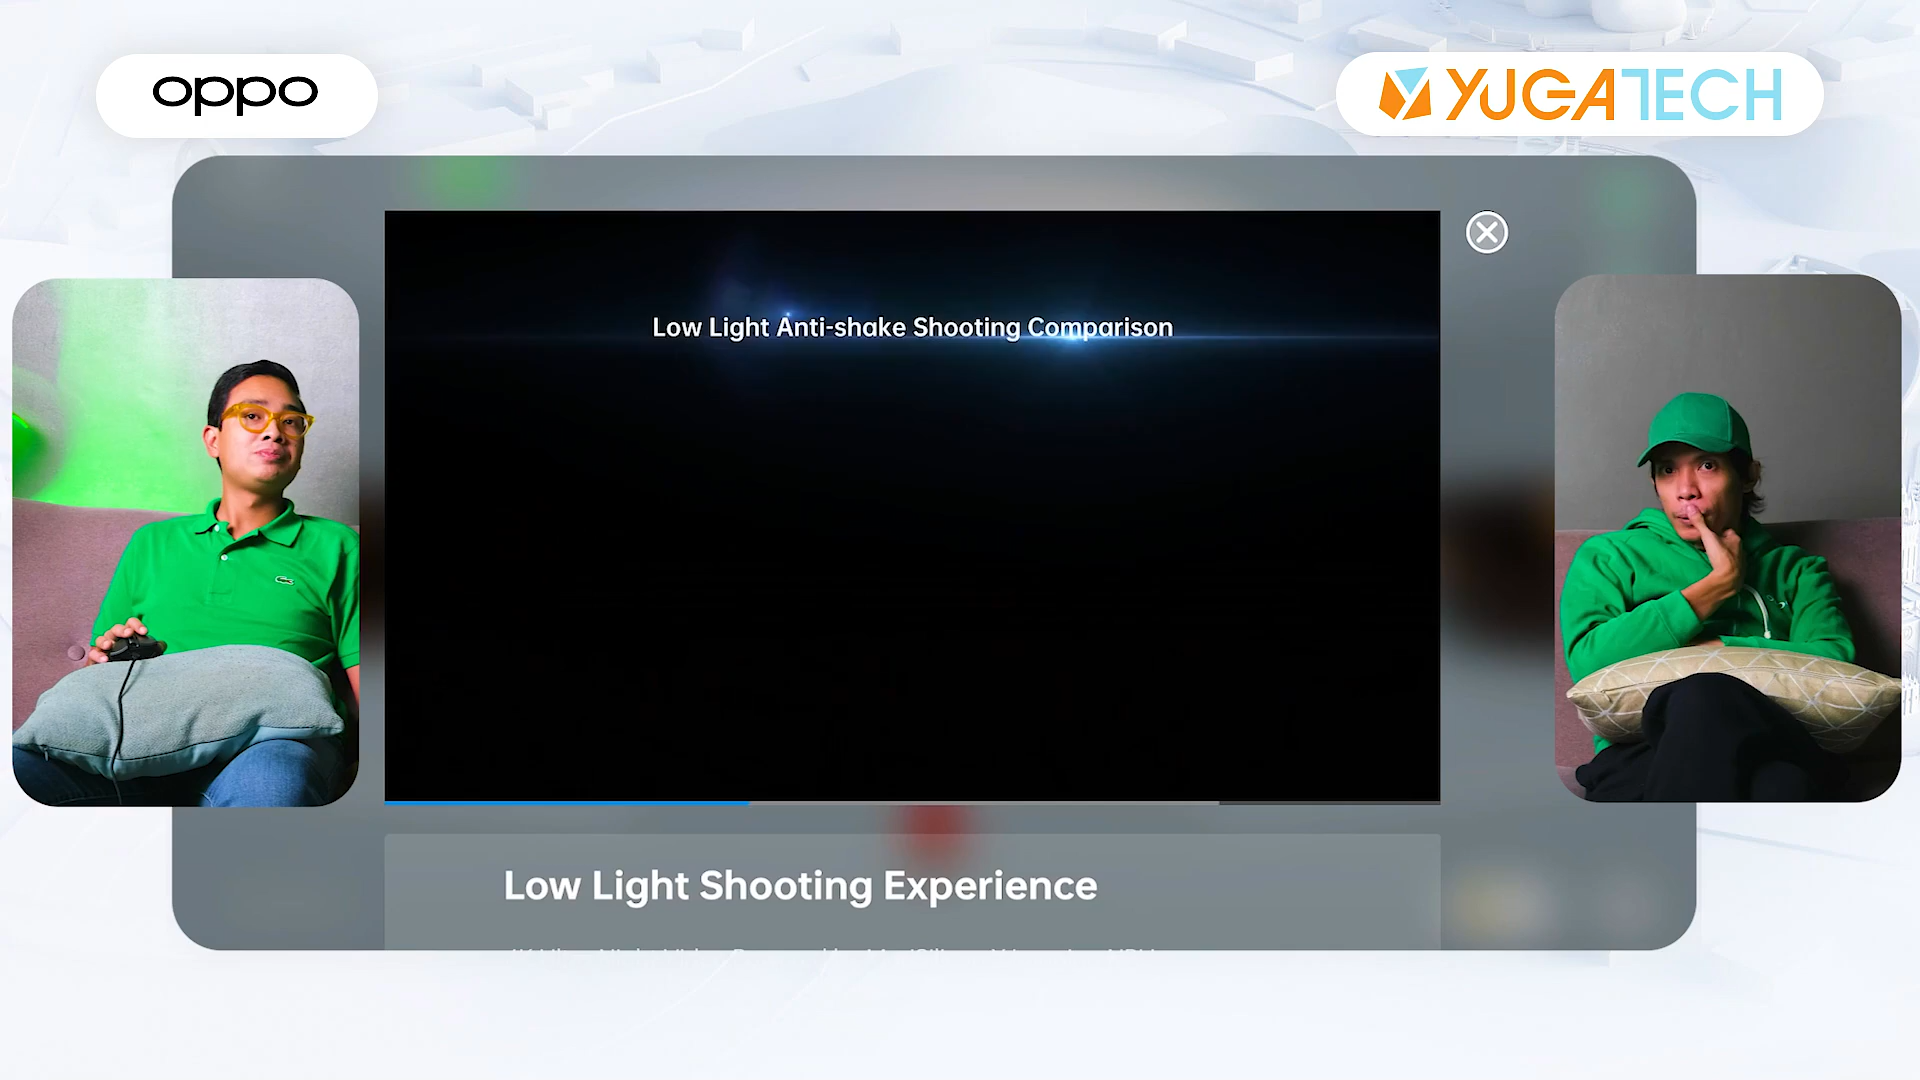 oppo
YUGATECH
Low Light Anti-shake Shooting Comparison
Low Light Shooting Experience